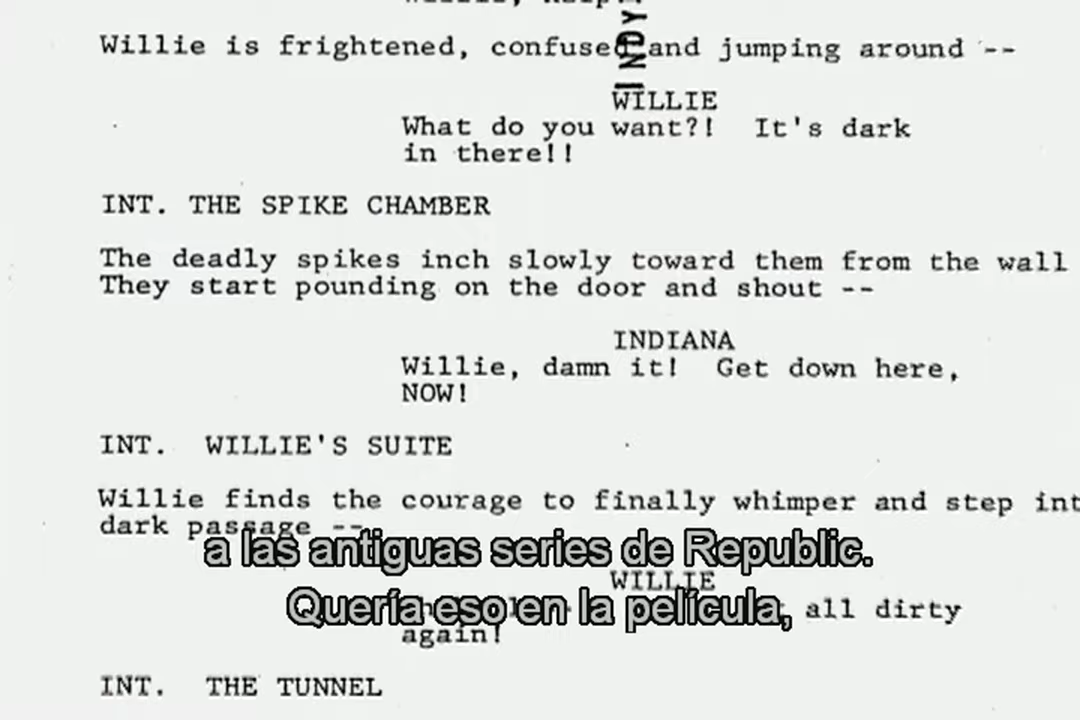 Willie is frightened, confused and jumping around --
INDY
WILLIE
What do you want?! It's dark
in there!!
INT. THE SPIKE CHAMBER
The deadly spikes inch slowly toward them from the wall
They start pounding on the door and shout --
INDIANA
Willie, damn it! Get down here,
NOW!
INT. WILLIE'S SUITE
Willie finds the courage to finally whimper and step int
dark passage --
a las antiguas series de Republic.
WILLIE
Quería eso en la película,
all dirty
again!
INT. THE TUNNEL